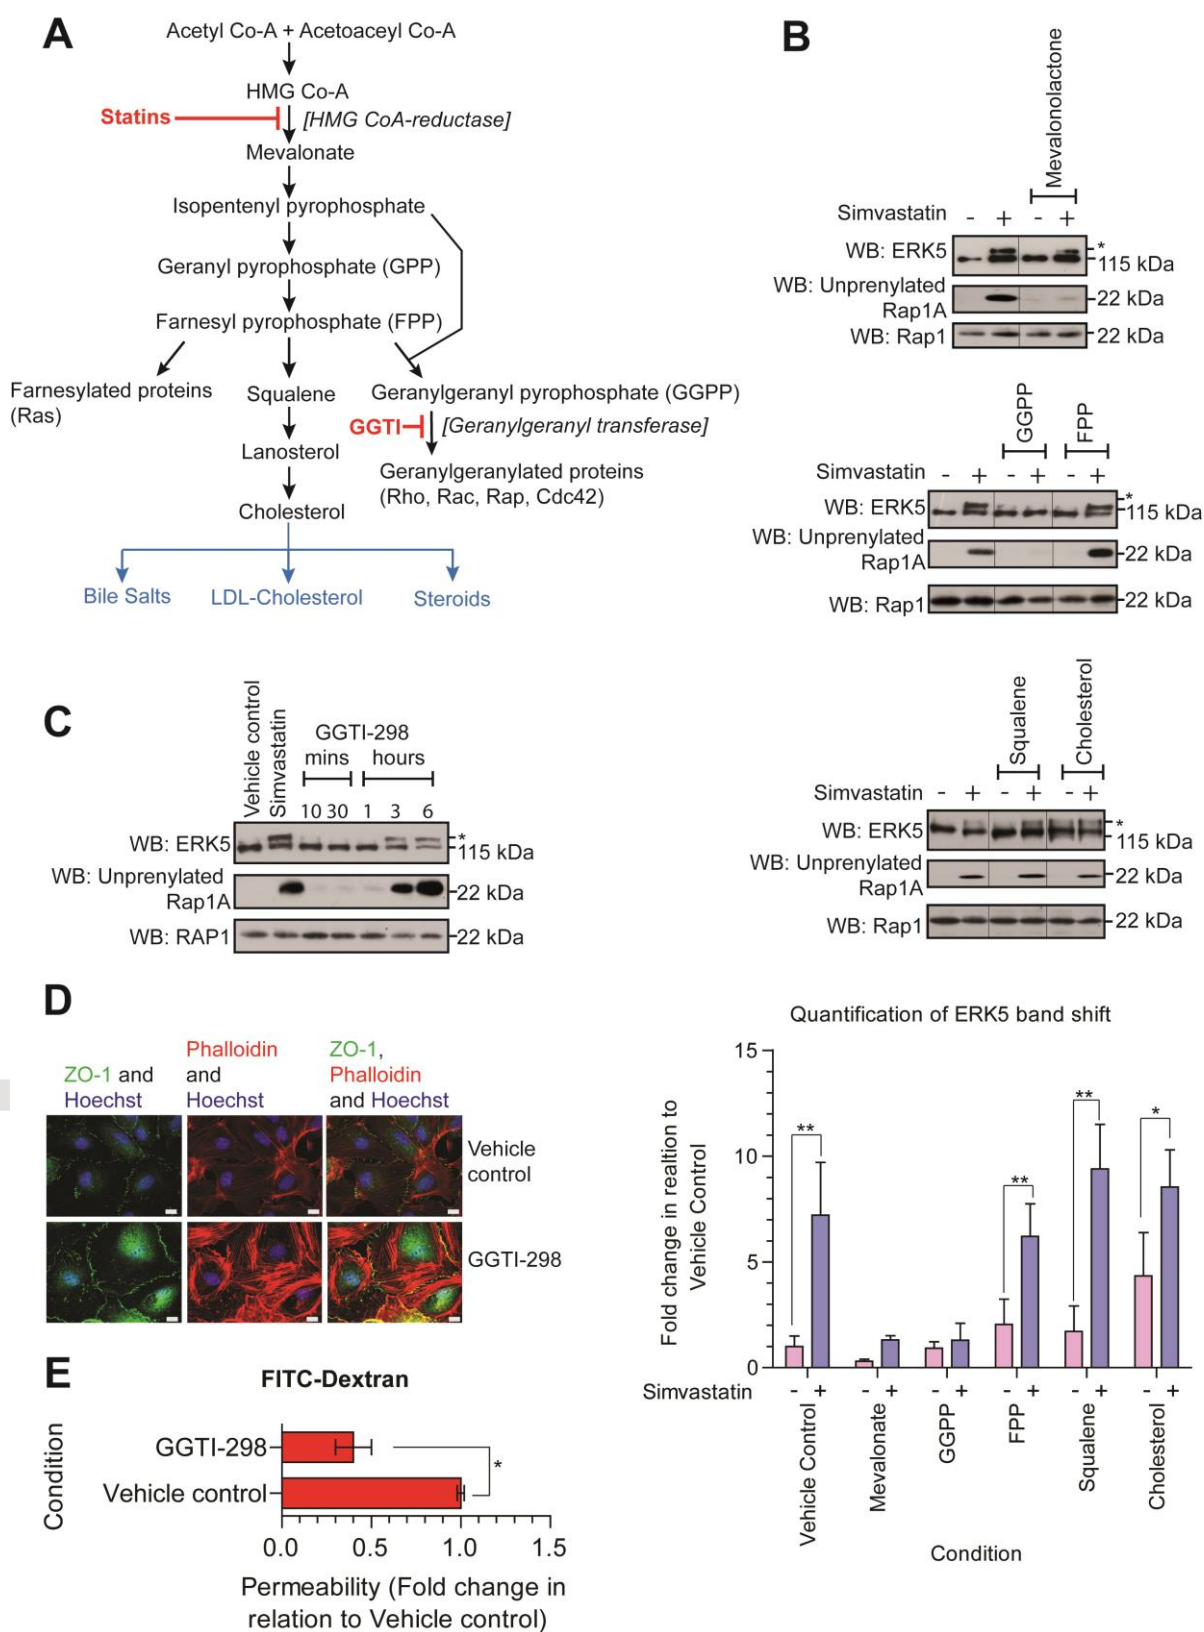 A
Acetyl Co-A + Acetoaceyl Co-A
HMG Co-A
Statins
[HMG CoA-reductase]
Mevalonate
Isopentenyl pyrophosphate
Geranyl pyrophosphate (GPP)
Farnesyl pyrophosphate (FPP)
Farnesylated proteins
(Ras)
Squalene
Geranylgeranyl pyrophosphate (GGPP)
GGTI
[Geranylgeranyl transferase]
Lanosterol
Geranylgeranylated proteins
(Rho, Rac, Rap, Cdc42)
Cholesterol
Bile Salts
LDL-Cholesterol
Steroids
B
Mevalonolactone
Simvastatin - + - +
WB: ERK5
*
115 kDa
WB: Unprenylated
Rap1A
22 kDa
WB: Rap1
22 kDa
GGPP
FPP
Simvastatin - + - + - +
WB: ERK5
*
115 kDa
WB: Unprenylated
Rap1A
22 kDa
WB: Rap1
22 kDa
Squalene
Cholesterol
Simvastatin - + - + - +
WB: ERK5
*
115 kDa
WB: Unprenylated
Rap1A
22 kDa
WB: Rap1
22 kDa
Quantification of ERK5 band shift
Fold change in realtion to
Vehicle Control
15
10
5
0
**
**
**
*
Simvastatin - + - + - + - + - + - +
Vehicle Control
Mevalonate
GGPP
FPP
Squalene
Cholesterol
Condition
C
Vehicle control
Simvastatin
GGTI-298
mins hours
10 30 1 3 6
WB: ERK5
*
115 kDa
WB: Unprenylated
Rap1A
22 kDa
WB: RAP1
22 kDa
D
ZO-1 and
Hoechst
Phalloidin
and
Hoechst
ZO-1,
Phalloidin
and Hoechst
Vehicle
control
GGTI-298
E
FITC-Dextran
Condition
GGTI-298
Vehicle control
*
0.0 0.5 1.0 1.5
Permeability (Fold change in
relation to Vehicle control)